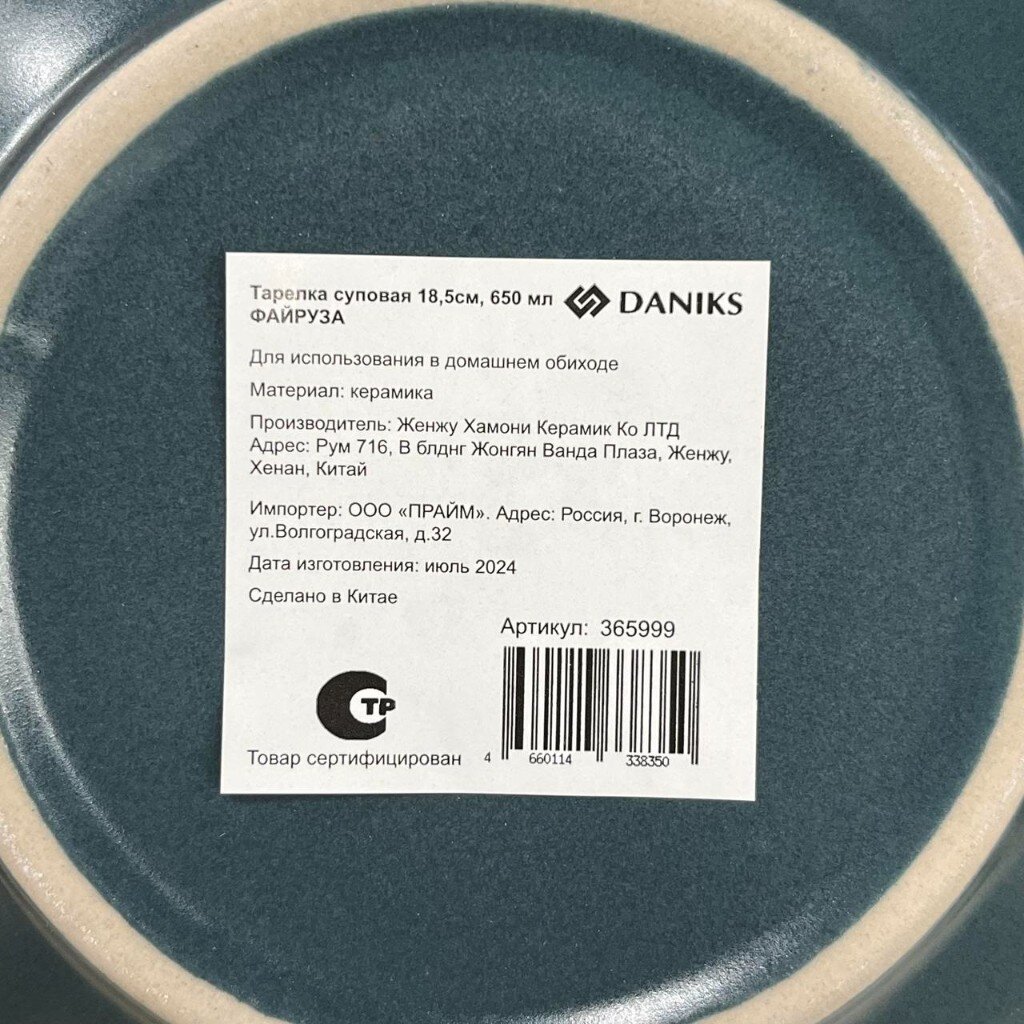 Тарелка суповая 18,5см, 650 мл DANIKS
ФАЙРУЗА
Для использования в домашнем обиходе
Материал: керамика
Производитель: Женжу Хамони Керамик Ко ЛТД
Адрес: Рум 716, В блднг Жонгян Ванда Плаза, Женжу,
Хенан, Китай
Импортер: ООО «ПРАЙМ». Адрес: Россия, г. Воронеж,
ул.Волгоградская, д.32
Дата изготовления: июль 2024
Сделано в Китае
Артикул: 365999
ТР
Товар сертифицирован
4 660114 338350